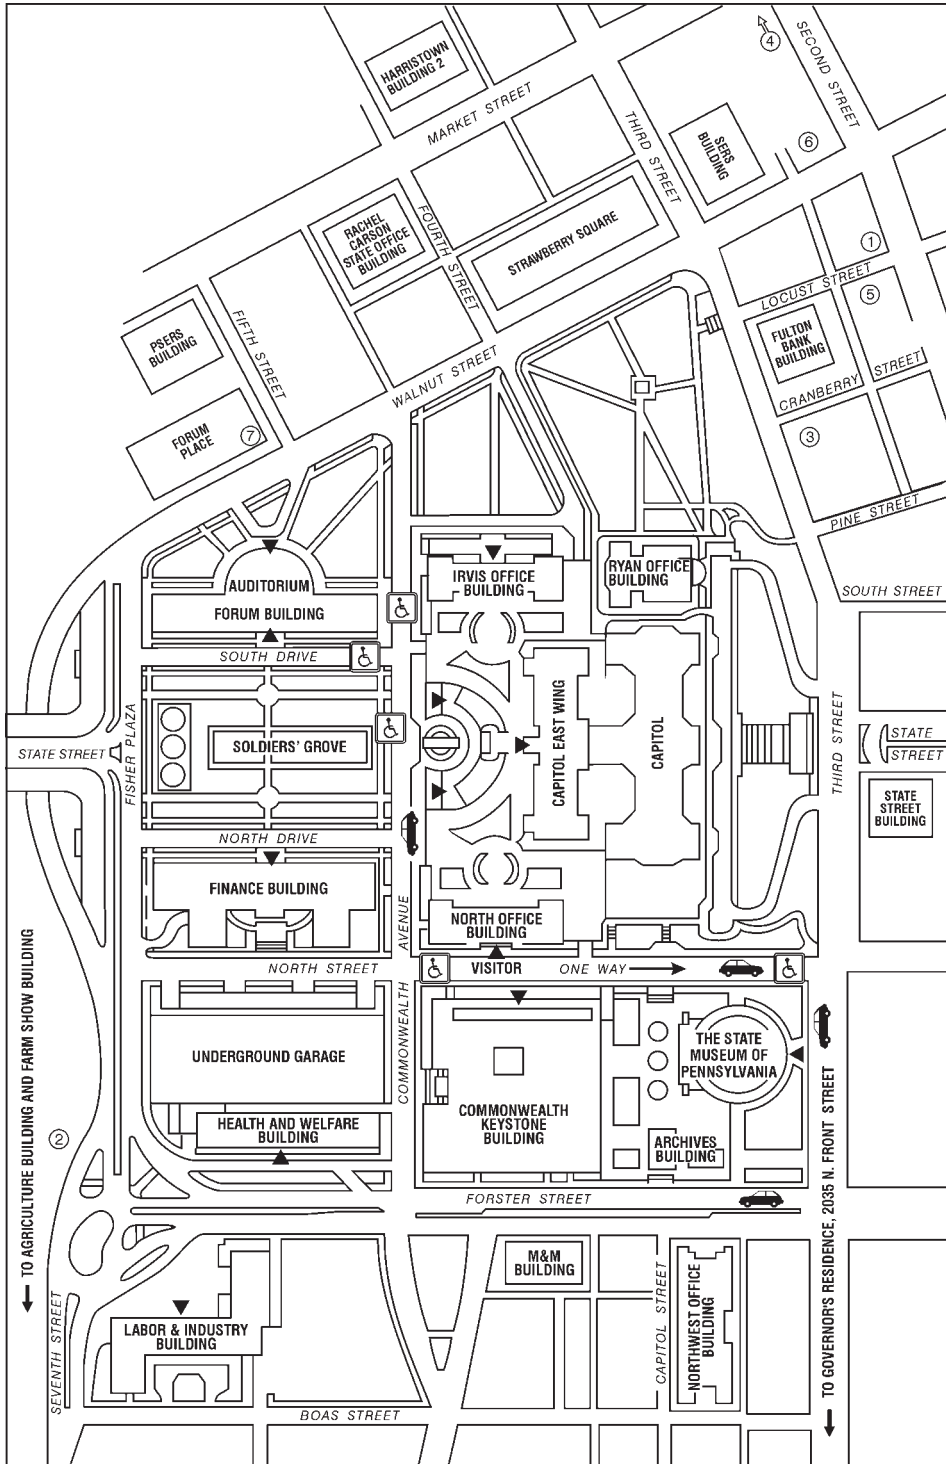 HARRISTOWN
BUILDING 2
4
SECOND STREET
MARKET STREET
THIRD STREET
SERS
BUILDING
6
RACHEL
CARSON
STATE OFFICE
BUILDING
FOURTH STREET
STRAWBERRY SQUARE
1
LOCUST STREET
5
PSERS
BUILDING
FIFTH STREET
FULTON
BANK
BUILDING
WALNUT STREET
CRANBERRY
STREET
FORUM
PLACE
7
3
PINE STREET
AUDITORIUM
FORUM BUILDING
IRVIS OFFICE
BUILDING
RYAN OFFICE
BUILDING
SOUTH STREET
SOUTH DRIVE
STATE STREET
FISHER PLAZA
SOLDIERS' GROVE
CAPITOL EAST WING
CAPITOL
THIRD STREET
STATE
STREET
STATE
STREET
BUILDING
NORTH DRIVE
FINANCE BUILDING
NORTH OFFICE
BUILDING
COMMONWEALTH AVENUE
NORTH STREET
VISITOR
ONE WAY
UNDERGROUND GARAGE
THE STATE
MUSEUM OF
PENNSYLVANIA
COMMONWEALTH
KEYSTONE
BUILDING
HEALTH AND WELFARE
BUILDING
ARCHIVES
BUILDING
2
TO AGRICULTURE BUILDING AND FARM SHOW BUILDING
TO GOVERNOR'S RESIDENCE, 2035 N. FRONT STREET
FORSTER STREET
M&M
BUILDING
CAPITOL STREET
NORTHWEST OFFICE
BUILDING
SEVENTH STREET
LABOR & INDUSTRY
BUILDING
BOAS STREET